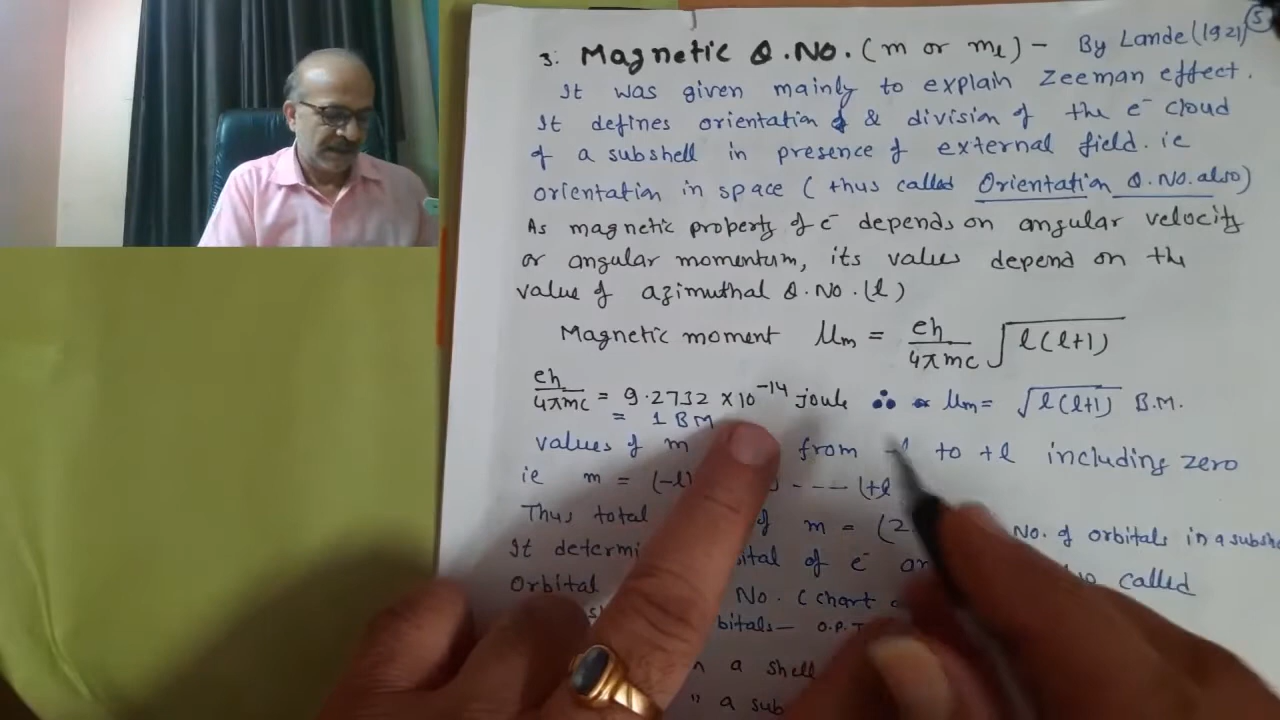 5
3. Magnetic Q.No. (m or mₗ) – By Lande (1921)
It was given mainly to explain Zeeman effect.
It defines orientation & division of the e⁻ cloud
of a subshell in presence of external field. ie
orientation in space (thus called Orientation Q.No. also)
As magnetic property of e⁻ depends on angular velocity
or angular momentum, its values depend on the
value of azimuthal Q.No. (l)
Magnetic moment μm = eh/4πmc √l(l+1)
eh/4πmc = 9.2732 × 10⁻¹⁴ joule ∴ μm = √l(l+1) B.M.
= 1 BM
values of m from -l to +l including zero
ie m = (-l) ---- (+l
Thus total of m = (2 No. of orbitals in a
It of e⁻ called
Orbital No. (chart
O.P.T
a shell
" a